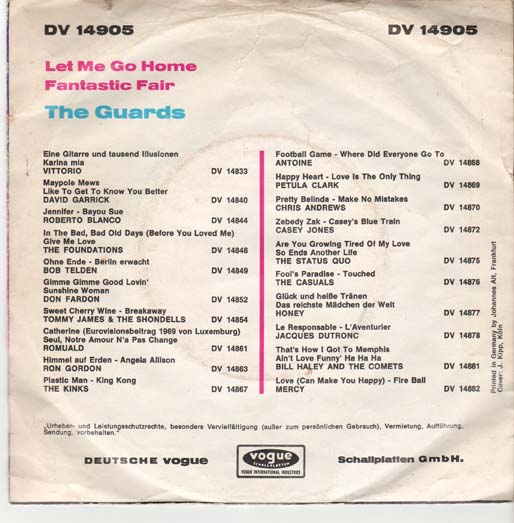 DV 14905
DV 14905
Let Me Go Home
Fantastic Fair
The Guards
Eine Gitarre und tausend Illusionen
Karina mia
VITTORIO DV 14833
Maypole Mews
Like To Get To Know You Better
DAVID GARRICK DV 14840
Jennifer - Bayou Sue
ROBERTO BLANCO DV 14844
In The Bad, Bad Old Days (Before You Loved Me)
Give Me Love
THE FOUNDATIONS DV 14848
Ohne Ende - Berlin erwacht
BOB TELDEN DV 14849
Gimme Gimme Good Lovin'
Sunshine Woman
DON FARDON DV 14852
Sweet Cherry Wine - Breakaway
TOMMY JAMES & THE SHONDELLS DV 14854
Catherine (Eurovisionsbeitrag 1969 von Luxemburg)
Seul, Notre Amour N'a Pas Change
ROMUALD DV 14861
Himmel auf Erden - Angela Allison
RON GORDON DV 14863
Plastic Man - King Kong
THE KINKS DV 14867
Football Game - Where Did Everyone Go To
ANTOINE DV 14868
Happy Heart - Love Is The Only Thing
PETULA CLARK DV 14869
Pretty Belinda - Make No Mistakes
CHRIS ANDREWS DV 14870
Zebedy Zak - Casey's Blue Train
CASEY JONES DV 14872
Are You Growing Tired Of My Love
So Ends Another Life
THE STATUS QUO DV 14875
Fool's Paradise - Touched
THE CASUALS DV 14876
Glück und heiße Tränen
Das reichste Mädchen der Welt
HONEY DV 14877
Le Responsable - L'Aventurier
JACQUES DUTRONC DV 14878
That's How I Got To Memphis
Ain't Love Funny' Ha Ha Ha
BILL HALEY AND THE COMETS DV 14881
Love (Can Make You Happy) - Fire Ball
MERCY DV 14882
Printed in Germany by Johannes Alt, Frankfurt
Cover: J. Kipp, Köln
„Urheber- und Leistungsschutzrechte, besonders Vervielfältigung (außer zum persönlichen Gebrauch), Vermietung, Aufführung,
Sendung, vorbehalten."
DEUTSCHE vogue
vogue
SCHALLPLATTEN
VOGUE INTERNATIONAL INDUSTRIES
Schallplatten GmbH.